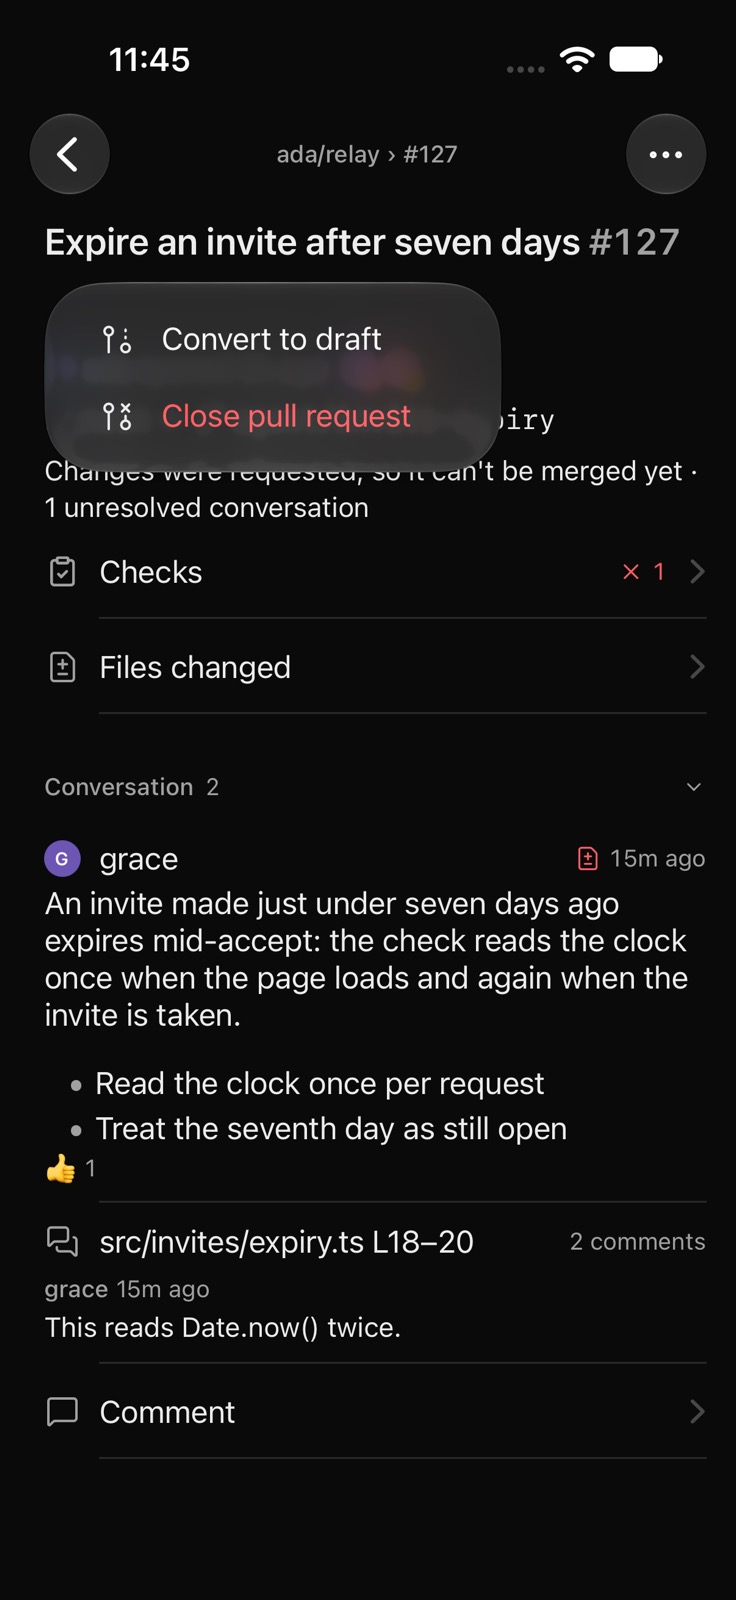 11:45
ada/relay › #127
Expire an invite after seven days #127
Convert to draft
Close pull request
Changes were requested, so it can't be merged yet ·
1 unresolved conversation
Checks
1
Files changed
Conversation 2
G grace 15m ago
An invite made just under seven days ago
expires mid-accept: the check reads the clock
once when the page loads and again when the
invite is taken.
• Read the clock once per request
• Treat the seventh day as still open
👍 1
src/invites/expiry.ts L18–20 2 comments
grace 15m ago
This reads Date.now() twice.
Comment